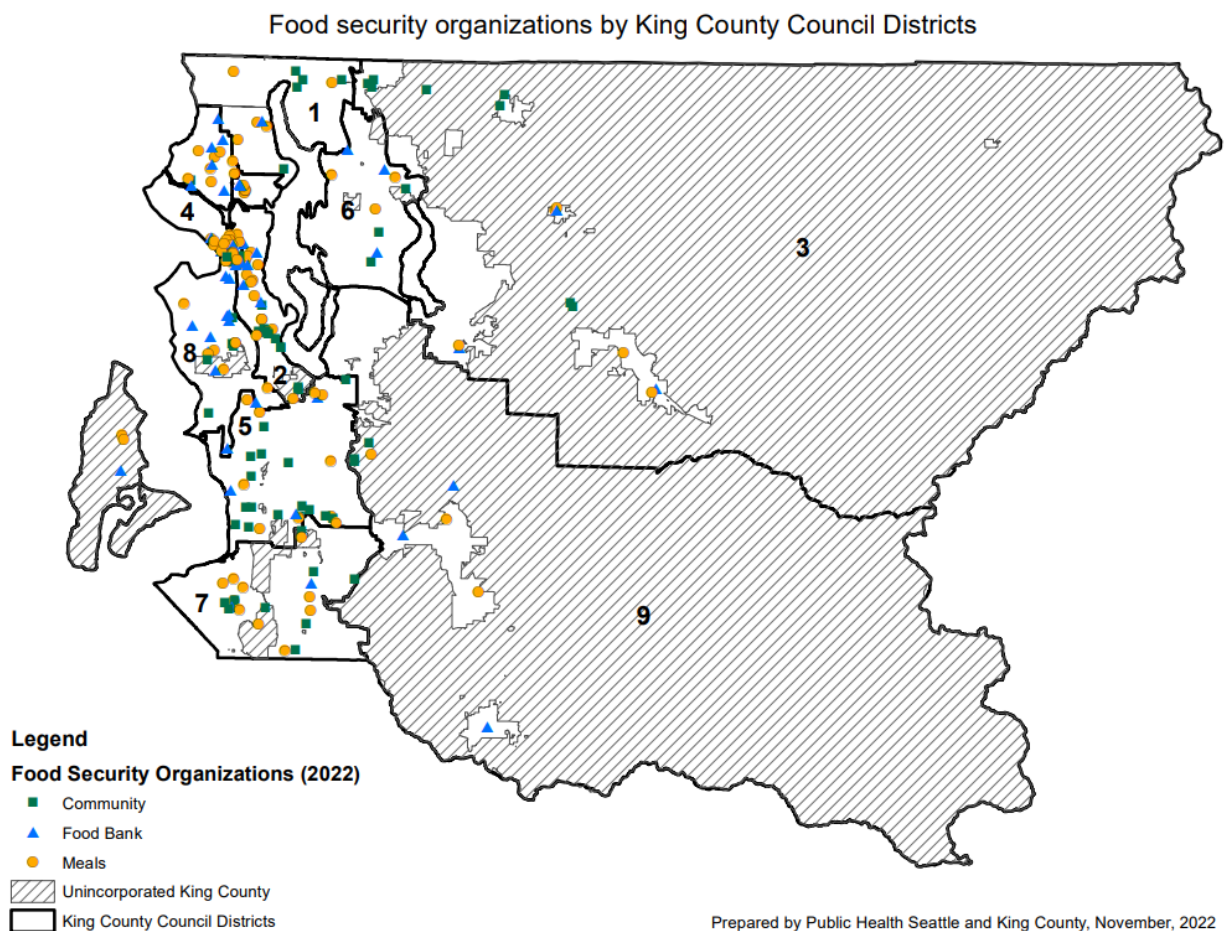 Food security organizations by King County Council Districts
1
4
6
3
8
2
5
7
9
Legend
Food Security Organizations (2022)
Community
Food Bank
Meals
Unincorporated King County
King County Council Districts
Prepared by Public Health Seattle and King County, November, 2022